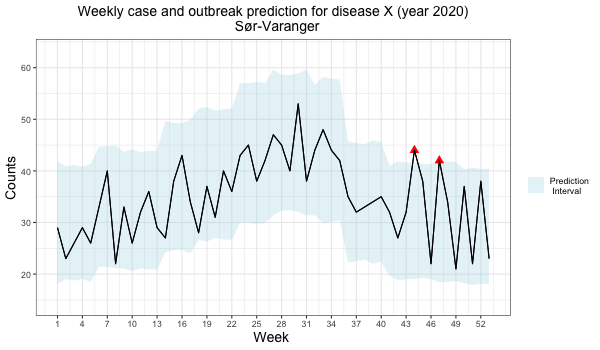 Weekly case and outbreak prediction for disease X (year 2020)
Sør-Varanger
Counts
60
50
40
30
20
1 4 7 10 13 16 19 22 25 28 31 34 37 40 43 46 49 52
Week
Prediction
Interval